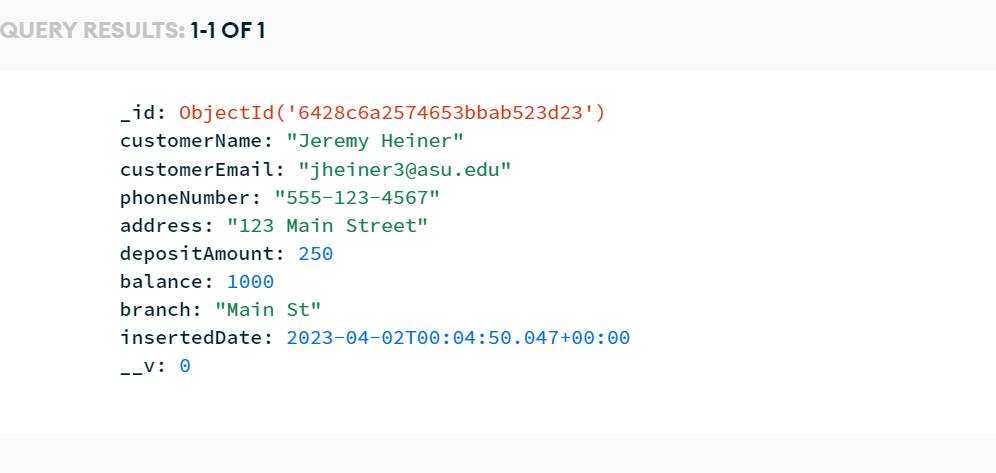 QUERY RESULTS: 1-1 OF 1
_id: ObjectId('6428c6a2574653bbab523d23')
customerName: "Jeremy Heiner"
customerEmail: "jheiner3@asu.edu"
phoneNumber: "555-123-4567"
address: "123 Main Street"
depositAmount: 250
balance: 1000
branch: "Main St"
insertedDate: 2023-04-02T00:04:50.047+00:00
__v: 0